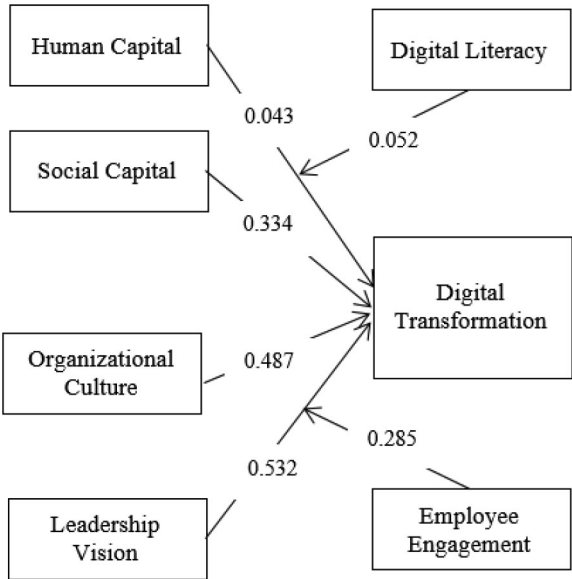 Human Capital
Digital Literacy
0.043
0.052
Social Capital
0.334
Digital
Transformation
Organizational
Culture
0.487
0.285
0.532
Leadership
Vision
Employee
Engagement